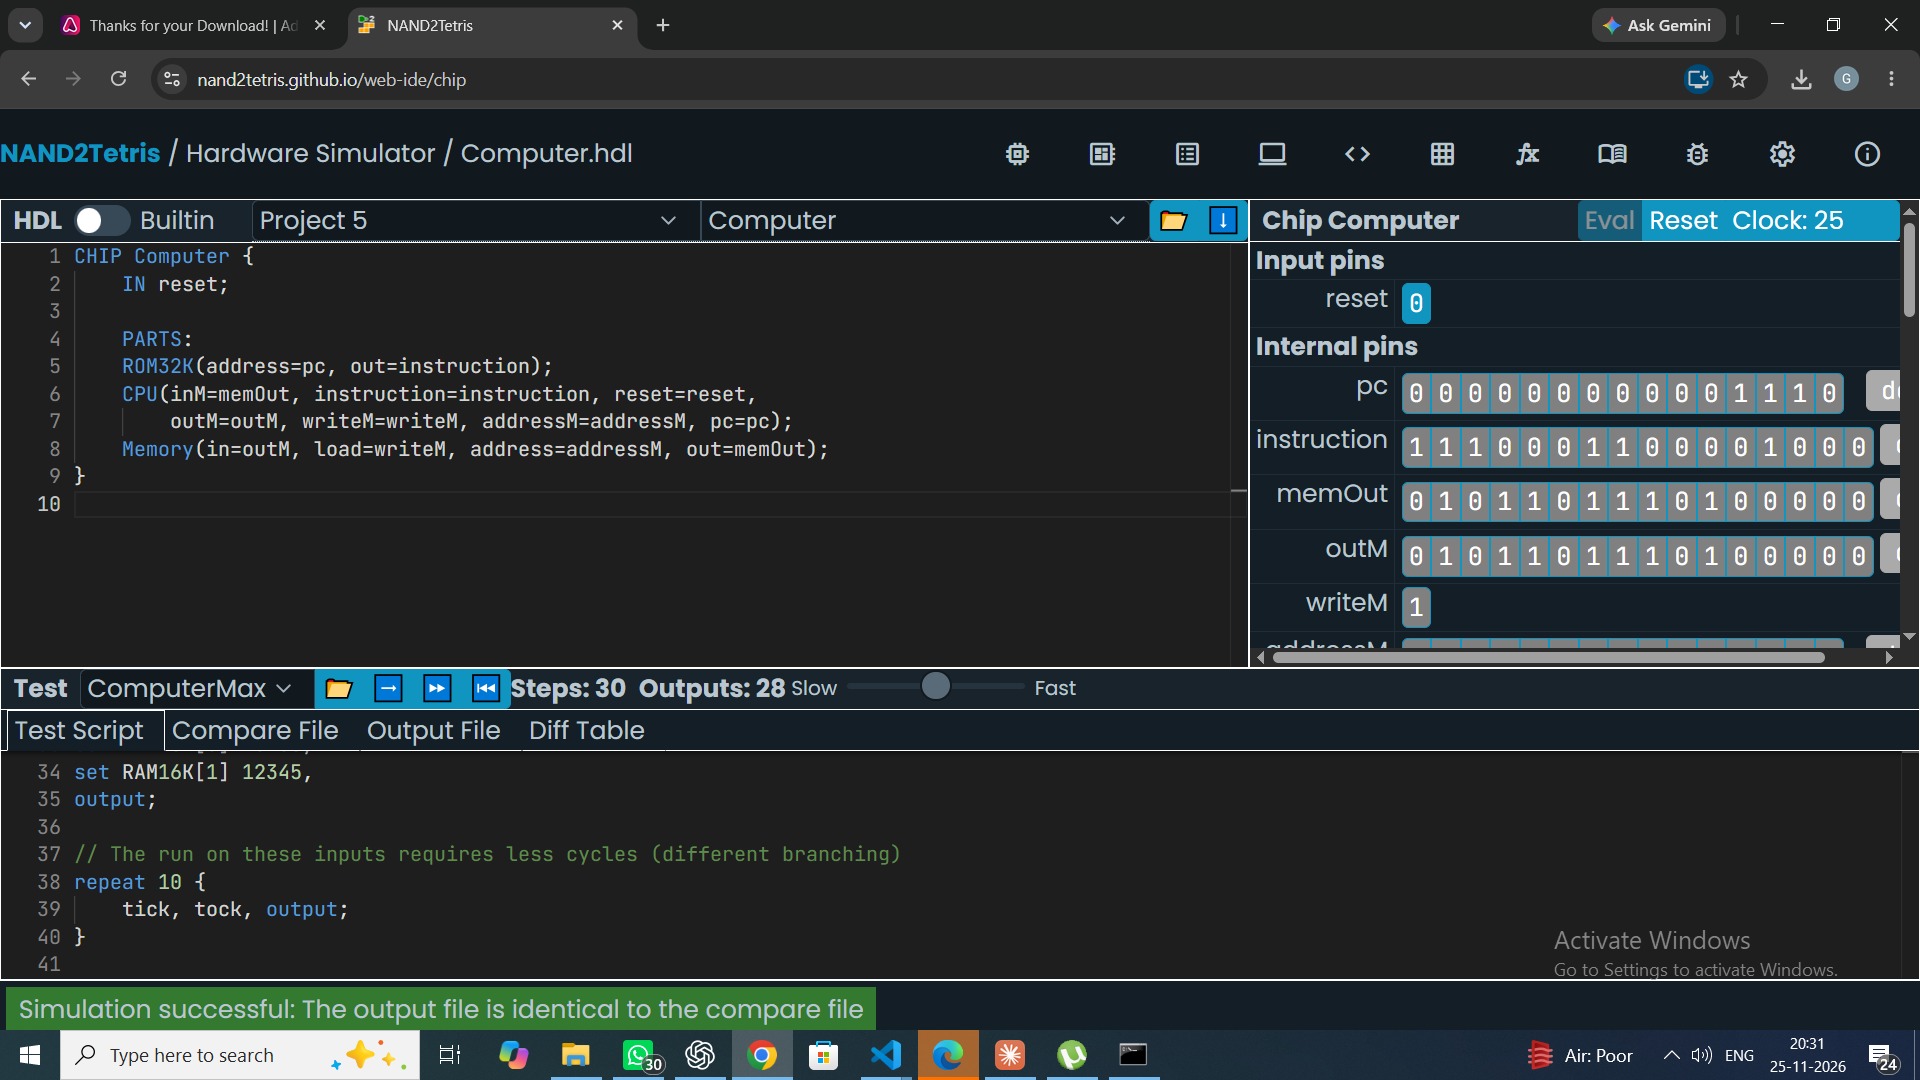 Thanks for your Download! | Ad
NAND2Tetris
Ask Gemini
nand2tetris.github.io/web-ide/chip
G
NAND2Tetris / Hardware Simulator / Computer.hdl
HDL Builtin Project 5 Computer
Chip Computer Eval Reset Clock: 25
1 CHIP Computer {
2 IN reset;
3
4 PARTS:
5 ROM32K(address=pc, out=instruction);
6 CPU(inM=memOut, instruction=instruction, reset=reset,
7 outM=outM, writeM=writeM, addressM=addressM, pc=pc);
8 Memory(in=outM, load=writeM, address=addressM, out=memOut);
9 }
10
Input pins
reset 0
Internal pins
pc 0 0 0 0 0 0 0 0 0 0 0 1 1 1 0
instruction 1 1 1 0 0 0 1 1 0 0 0 0 1 0 0 0
memOut 0 1 0 1 1 0 1 1 1 0 1 0 0 0 0 0
outM 0 1 0 1 1 0 1 1 1 0 1 0 0 0 0 0
writeM 1
addressM
Test ComputerMax Steps: 30 Outputs: 28 Slow Fast
Test Script Compare File Output File Diff Table
34 set RAM16K[1] 12345,
35 output;
36
37 // The run on these inputs requires less cycles (different branching)
38 repeat 10 {
39 tick, tock, output;
40 }
41
Activate Windows
Go to Settings to activate Windows.
Simulation successful: The output file is identical to the compare file
Type here to search
30
Air: Poor
ENG
20:31
25-11-2026
24